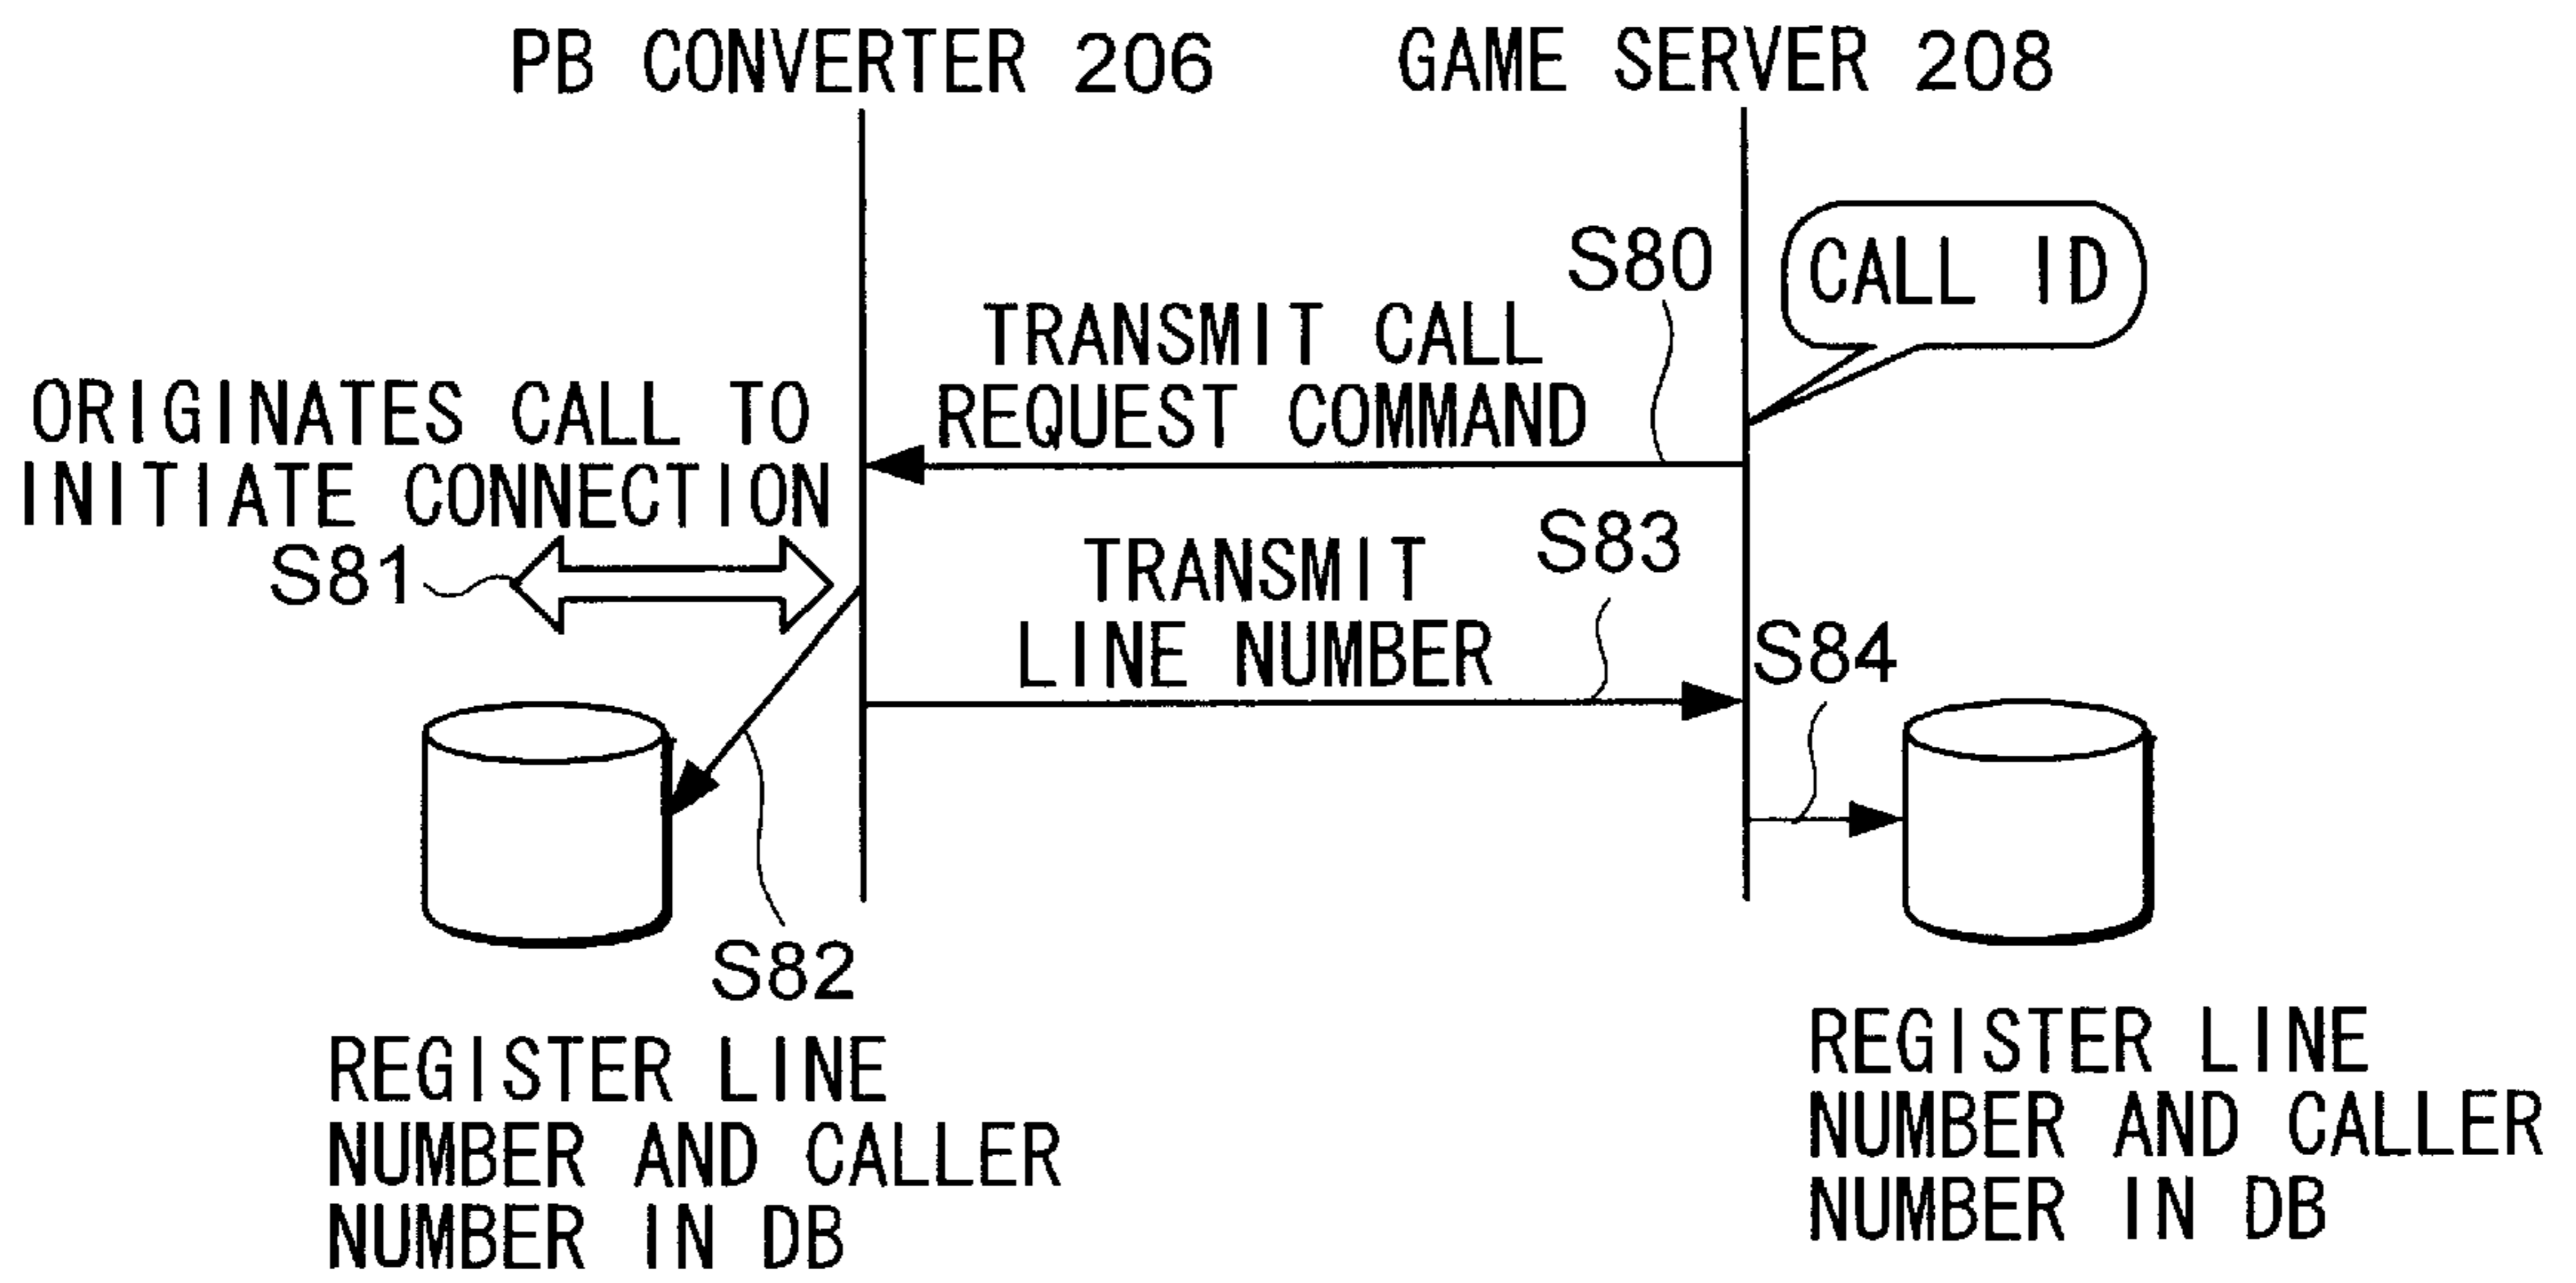 PB CONVERTER 206
GAME SERVER 208
CALL ID
S80
TRANSMIT CALL
REQUEST COMMAND
ORIGINATES CALL TO
INITIATE CONNECTION
S81
S83
TRANSMIT
LINE NUMBER
S84
S82
REGISTER LINE
NUMBER AND CALLER
NUMBER IN DB
REGISTER LINE
NUMBER AND CALLER
NUMBER IN DB